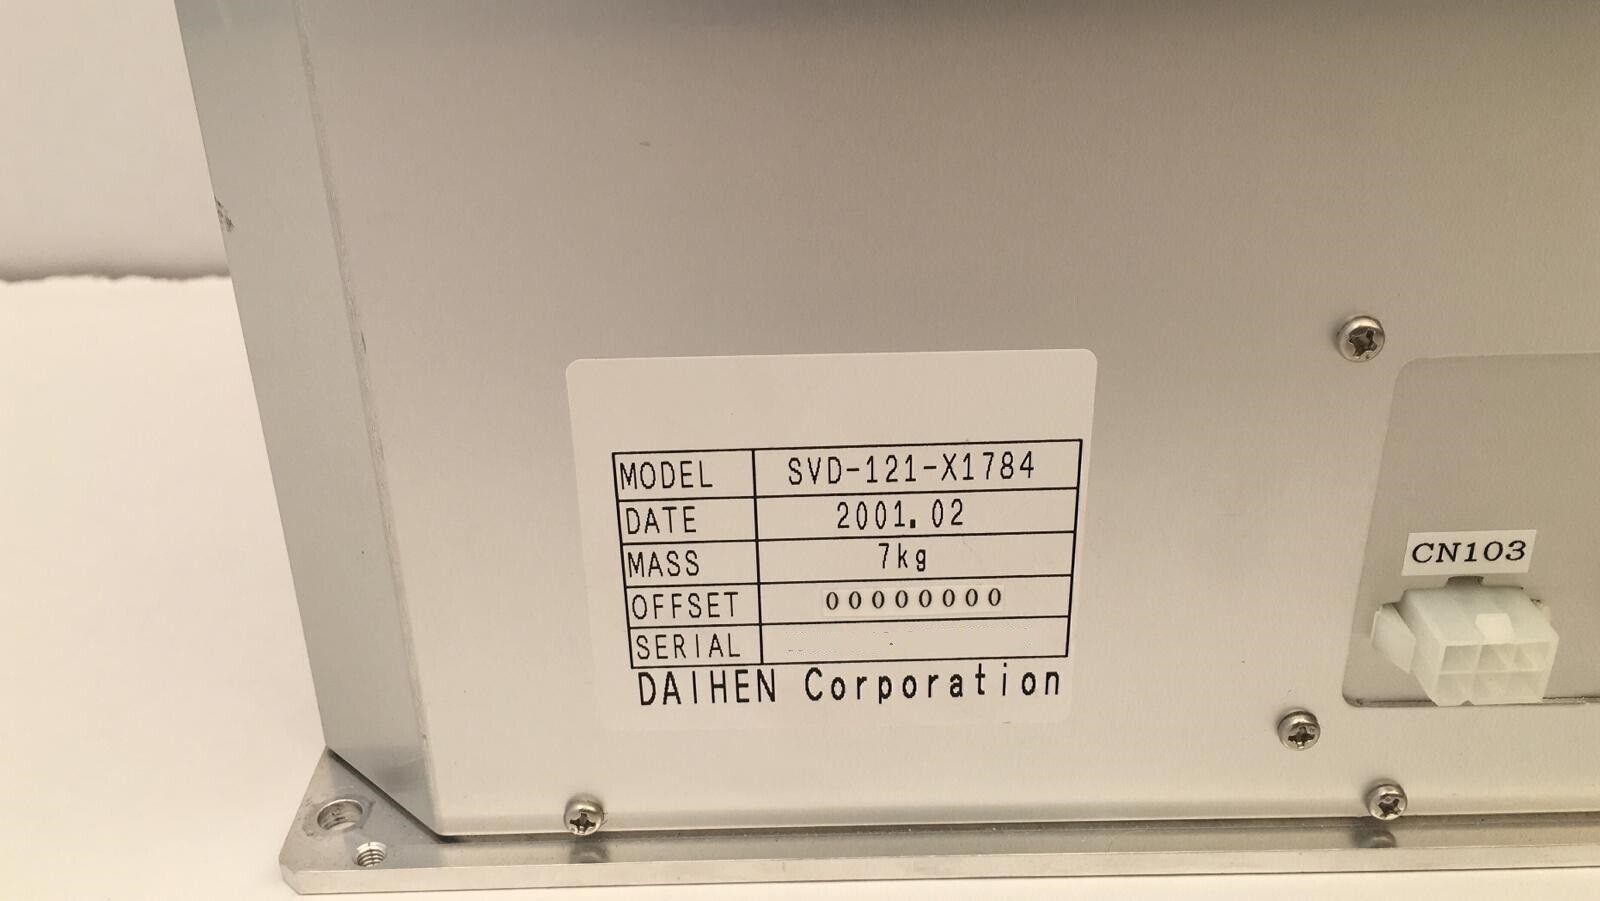 MODEL SVD-121-X1784
DATE 2001.02
MASS 7kg
OFFSET 00000000
SERIAL
DAIHEN Corporation
CN103